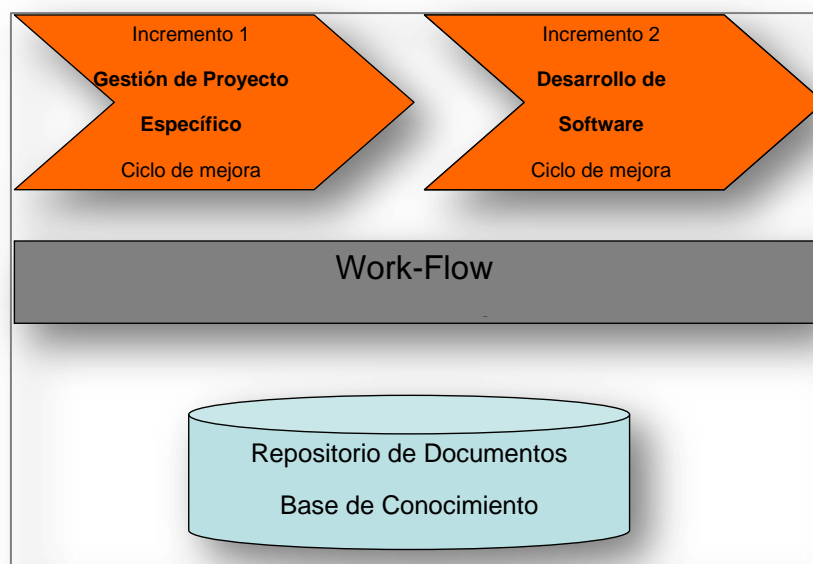 Incremento 1
Gestión de Proyecto
Específico
Ciclo de mejora
Incremento 2
Desarrollo de
Software
Ciclo de mejora
Work-Flow
Repositorio de Documentos
Base de Conocimiento